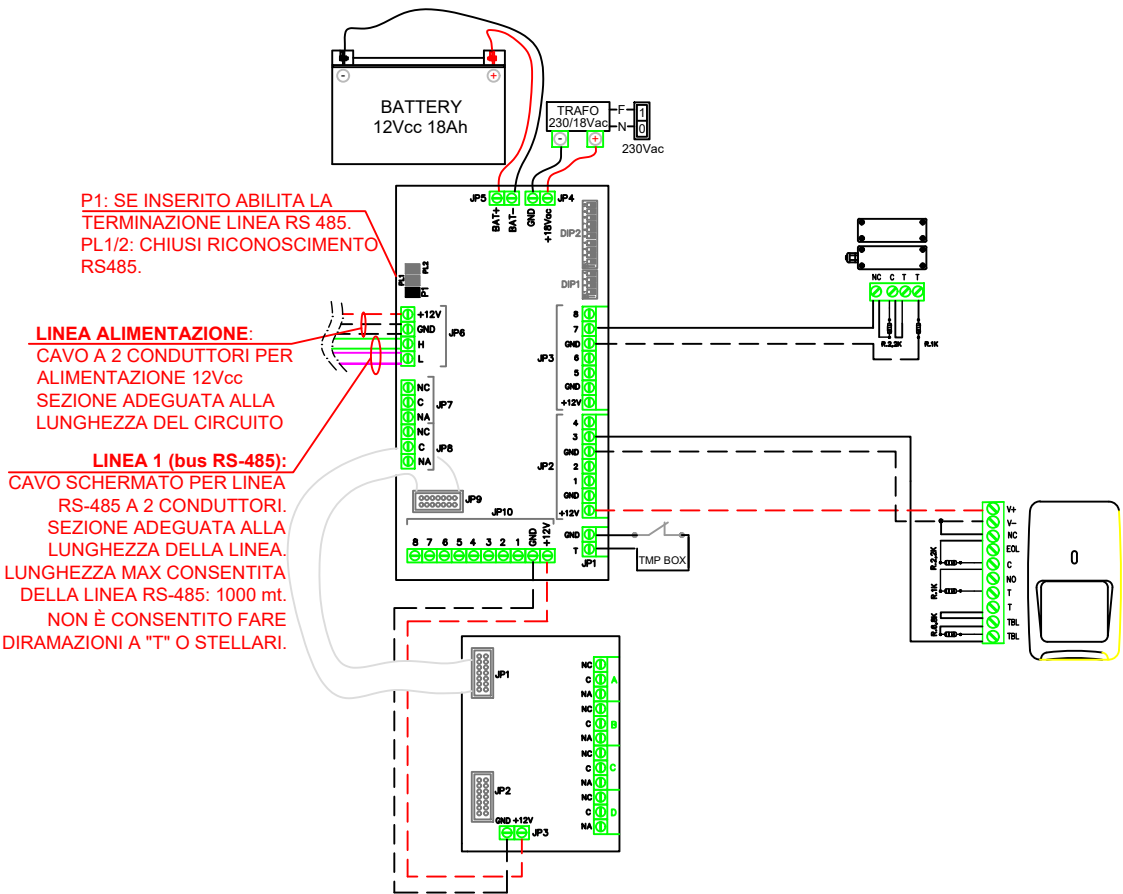 BATTERY
12Vcc 18Ah
-
+
TRAFO
230/18Vac
F
N
1
0
230Vac
-
+
P1: SE INSERITO ABILITA LA
TERMINAZIONE LINEA RS 485.
PL1/2: CHIUSI RICONOSCIMENTO
RS485.
JP5
JP4
BAT+
BAT-
GND
+18Vcc
DIP2
DIP1
PL1
PL2
P1
LINEA ALIMENTAZIONE:
CAVO A 2 CONDUTTORI PER
ALIMENTAZIONE 12Vcc
SEZIONE ADEGUATA ALLA
LUNGHEZZA DEL CIRCUITO
LINEA 1 (bus RS-485):
CAVO SCHERMATO PER LINEA
RS-485 A 2 CONDUTTORI.
SEZIONE ADEGUATA ALLA
LUNGHEZZA DELLA LINEA.
LUNGHEZZA MAX CONSENTITA
DELLA LINEA RS-485: 1000 mt.
NON È CONSENTITO FARE
DIRAMAZIONI A "T" O STELLARI.
+12V
GND
H
L
JP6
NC
C
NA
JP7
NC
C
NA
JP8
JP9
JP10
8 7 6 5 4 3 2 1 GND +12V
8
7
GND
6
5
GND
+12V
JP3
4
3
GND
2
1
GND
+12V
JP2
GND
T
JP1
TMP BOX
NC C T T
R.2,2K
R.1K
V+
V-
NC
EOL
C
NO
T
T
TBL
TBL
R.2,2K
R.1K
R.6,8K
JP1
JP2
GND +12V
JP3
NC
C
NA
A
NC
C
NA
B
NC
C
NA
C
NC
C
NA
D